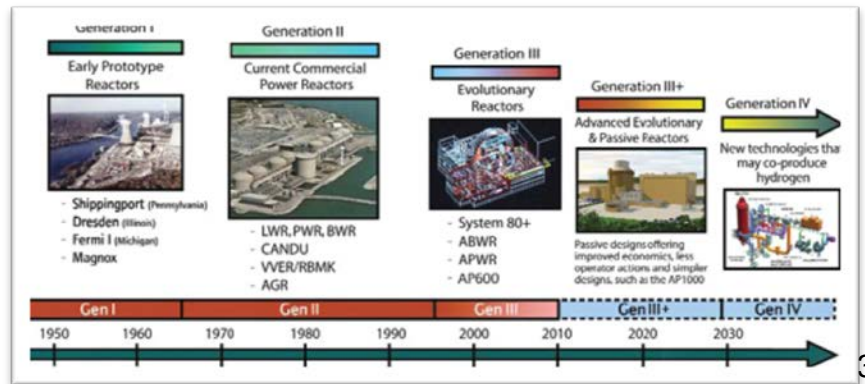 Generation I
Early Prototype
Reactors
- Shippingport (Pennsylvania)
- Dresden (Illinois)
- Fermi I (Michigan)
- Magnox
Generation II
Current Commercial
Power Reactors
- LWR, PWR, BWR
- CANDU
- VVER/RBMK
- AGR
Generation III
Evolutionary
Reactors
- System 80+
- ABWR
- APWR
- AP600
Generation III+
Advanced Evolutionary
& Passive Reactors
Passive designs offering
improved economics, less
operator actions and simpler
designs, such as the AP1000
Generation IV
New technologies tha
may co-produce
hydrogen
Gen I Gen II Gen III Gen III+ Gen IV
1950 1960 1970 1980 1990 2000 2010 2020 2030